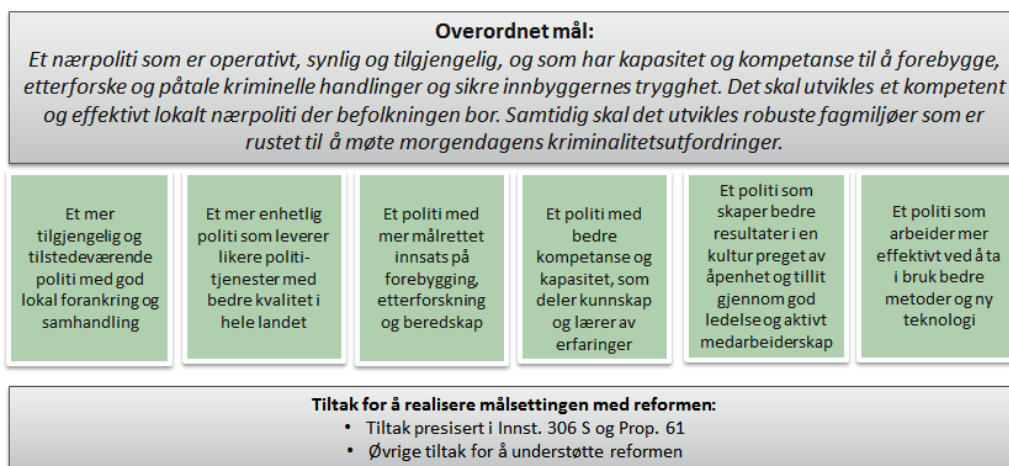 Overordnet mål:
Et nærpoliti som er operativt, synlig og tilgjengelig, og som har kapasitet og kompetanse til å forebygge,
etterforske og påtale kriminelle handlinger og sikre innbyggernes trygghet. Det skal utvikles et kompetent
og effektivt lokalt nærpoliti der befolkningen bor. Samtidig skal det utvikles robuste fagmiljøer som er
rustet til å møte morgendagens kriminalitetsutfordringer.
Et mer
tilgjengelig og
tilstedeværende
politi med god
lokal forankring og
samhandling
Et mer enhetlig
politi som leverer
likere politi-
tjenester med
bedre kvalitet i
hele landet
Et politi med
mer målrettet
innsats på
forebygging,
etterforskning
og beredskap
Et politi med
bedre
kompetanse og
kapasitet, som
deler kunnskap
og lærer av
erfaringer
Et politi som
skaper bedre
resultater i en
kultur preget av
åpenhet og tillit
gjennom god
ledelse og aktivt
medarbeiderskap
Et politi som
arbeider mer
effektivt ved å ta
i bruk bedre
metoder og ny
teknologi
Tiltak for å realisere målsettingen med reformen:
• Tiltak presisert i Innst. 306 S og Prop. 61
• Øvrige tiltak for å understøtte reformen